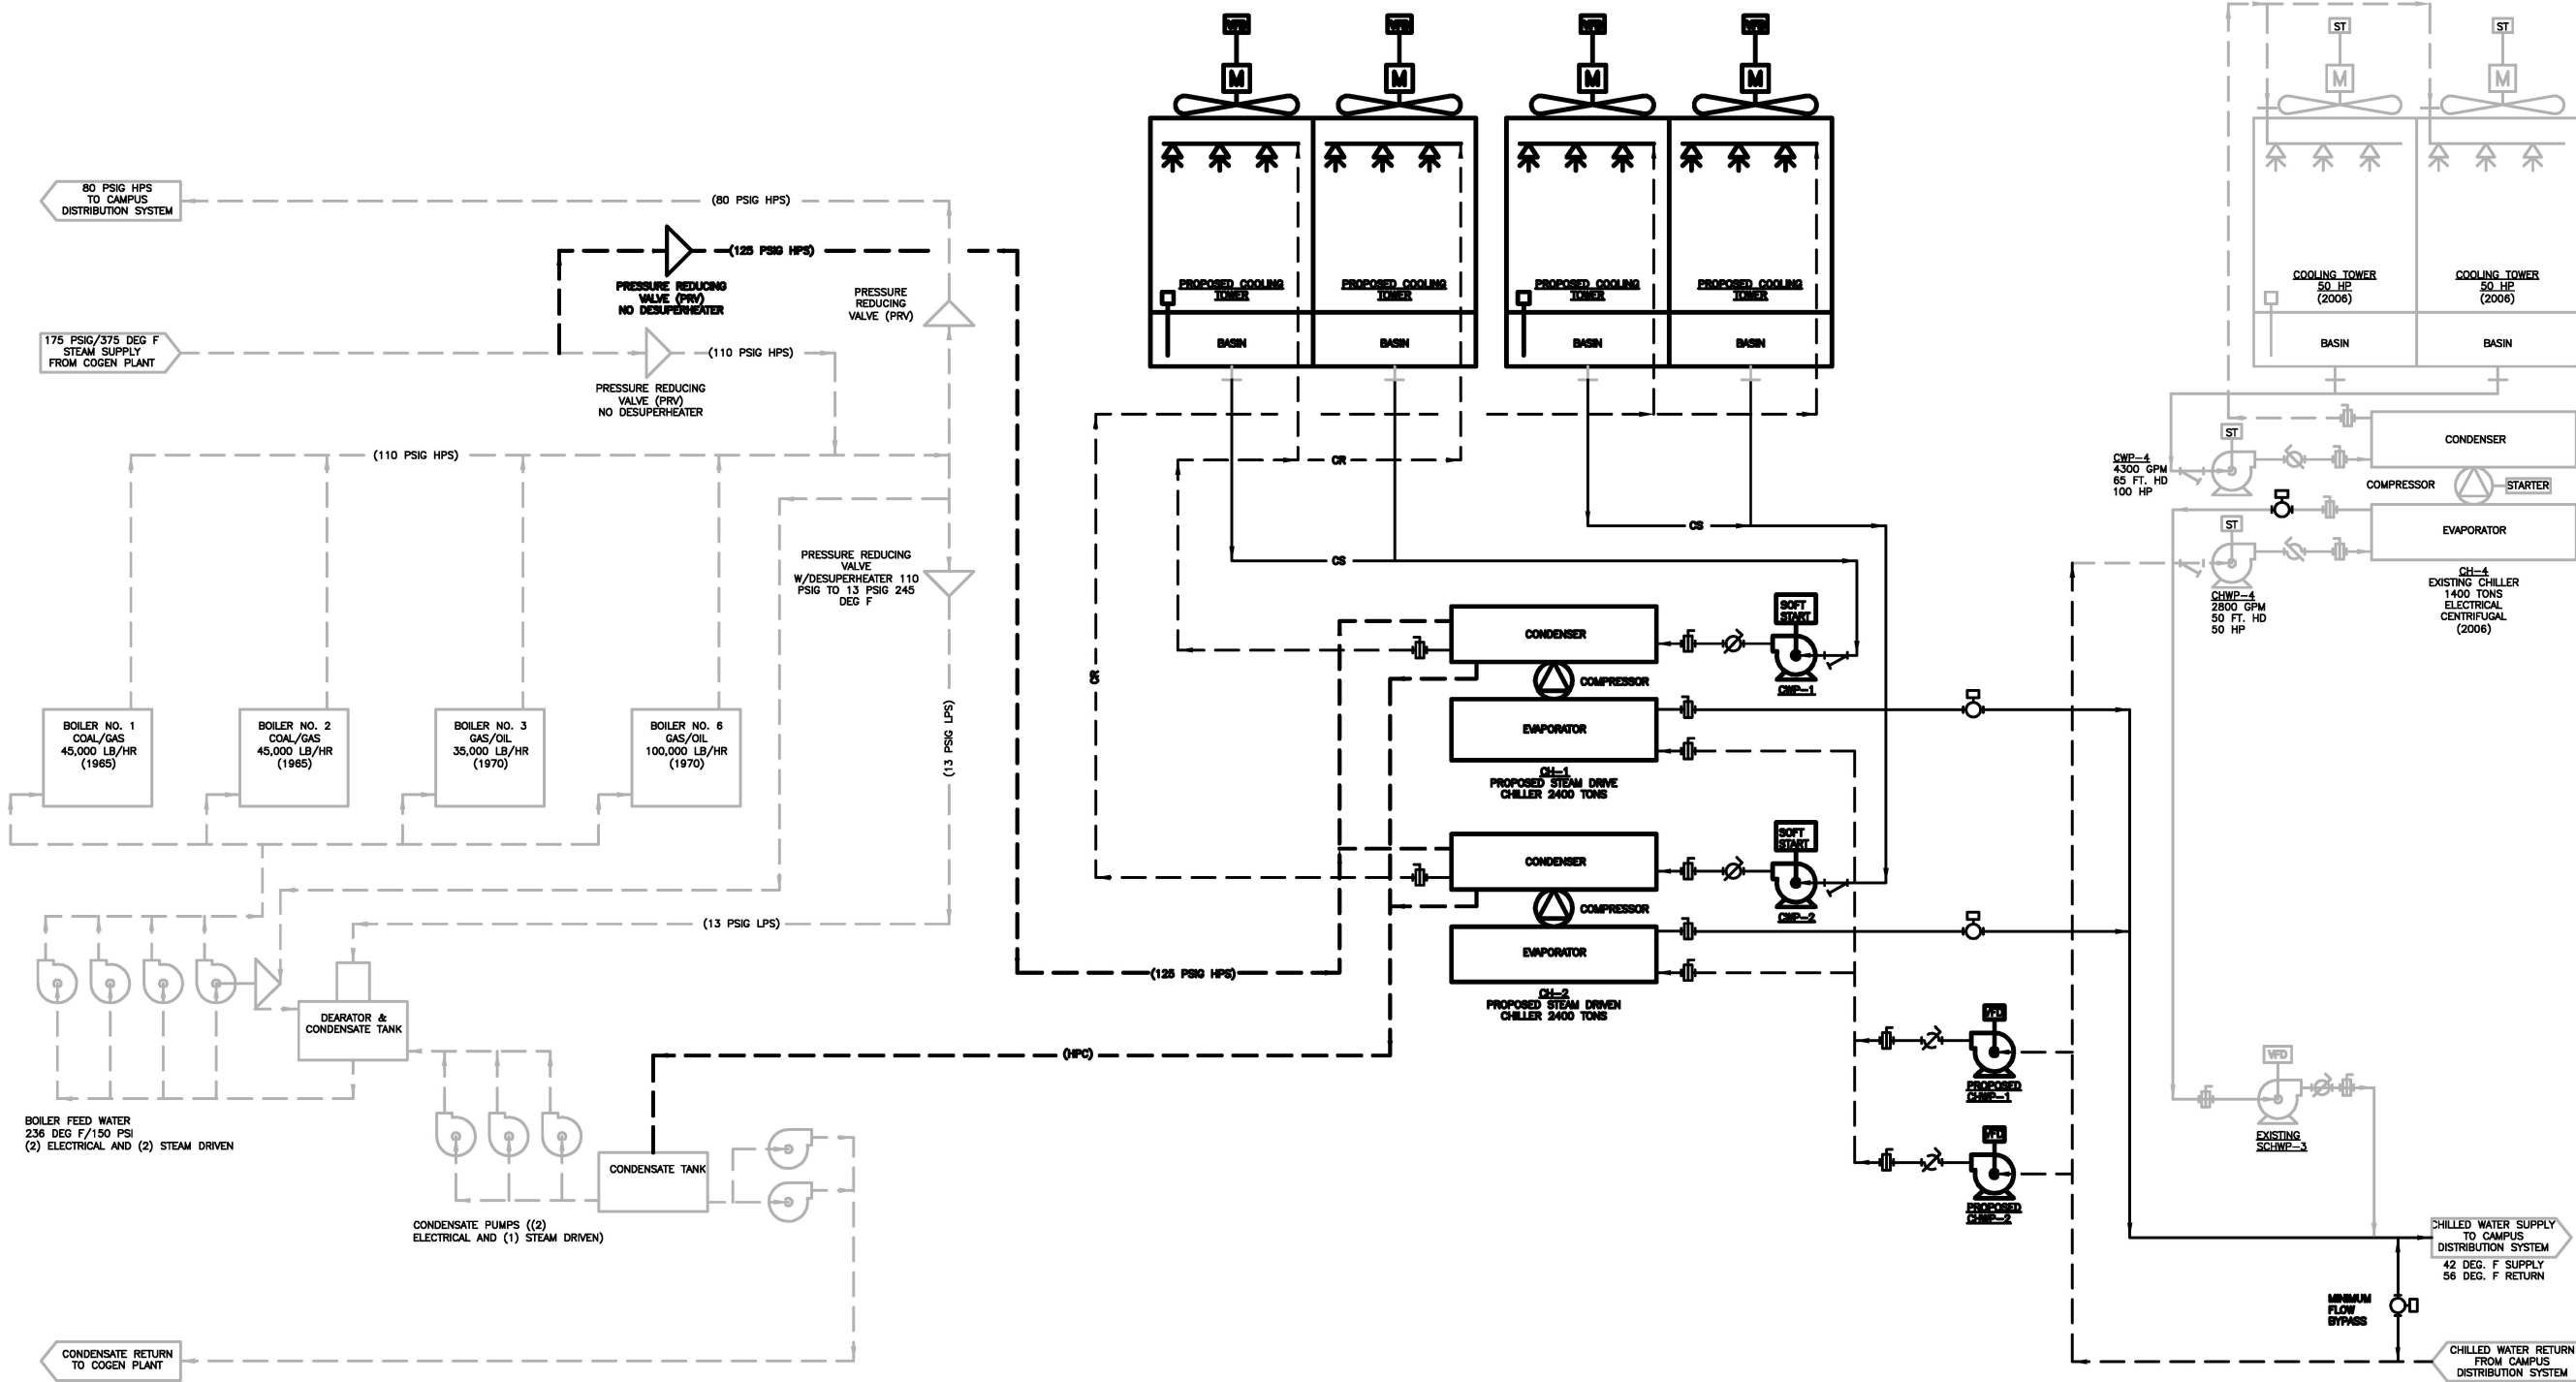 ST
ST
M
M
M
M
M
M
80 PSIG HPS
TO CAMPUS
DISTRIBUTION SYSTEM
(80 PSIG HPS)
(125 PSIG HPS)
PRESSURE REDUCING
VALVE (PRV)
NO DESUPERHEATER
PRESSURE
REDUCING
VALVE (PRV)
175 PSIG/375 DEG F
STEAM SUPPLY
FROM COGEN PLANT
(110 PSIG HPS)
PRESSURE REDUCING
VALVE (PRV)
NO DESUPERHEATER
PROPOSED COOLING
TOWER
PROPOSED COOLING
TOWER
PROPOSED COOLING
TOWER
PROPOSED COOLING
TOWER
BASIN
BASIN
BASIN
BASIN
COOLING TOWER
50 HP
(2006)
COOLING TOWER
50 HP
(2006)
BASIN
BASIN
(110 PSIG HPS)
CR
CS
CS
CR
ST
CWP-4
4300 GPM
65 FT. HD
100 HP
CONDENSER
COMPRESSOR
STARTER
ST
EVAPORATOR
CHWP-4
2800 GPM
50 FT. HD
50 HP
CH-4
EXISTING CHILLER
1400 TONS
ELECTRICAL
CENTRIFUGAL
(2006)
PRESSURE REDUCING
VALVE
W/DESUPERHEATER 110
PSIG TO 13 PSIG 245
DEG F
(13 PSIG LPS)
BOILER NO. 1
COAL/GAS
45,000 LB/HR
(1965)
BOILER NO. 2
COAL/GAS
45,000 LB/HR
(1965)
BOILER NO. 3
GAS/OIL
35,000 LB/HR
(1970)
BOILER NO. 6
GAS/OIL
100,000 LB/HR
(1970)
CONDENSER
SOFT
START
CWP-1
COMPRESSOR
EVAPORATOR
CH-1
PROPOSED STEAM DRIVE
CHILLER 2400 TONS
CONDENSER
SOFT
START
CWP-2
COMPRESSOR
EVAPORATOR
CH-2
PROPOSED STEAM DRIVEN
CHILLER 2400 TONS
(13 PSIG LPS)
(125 PSIG HPS)
DEARATOR &
CONDENSATE TANK
(HPC)
BOILER FEED WATER
236 DEG F/150 PSI
(2) ELECTRICAL AND (2) STEAM DRIVEN
CONDENSATE TANK
CONDENSATE PUMPS ((2)
ELECTRICAL AND (1) STEAM DRIVEN)
VFD
PROPOSED
CHWP-1
VFD
PROPOSED
CHWP-2
VFD
EXISTING
SCHWP-3
CHILLED WATER SUPPLY
TO CAMPUS
DISTRIBUTION SYSTEM
42 DEG. F SUPPLY
56 DEG. F RETURN
MINIMUM
FLOW
BYPASS
CONDENSATE RETURN
TO COGEN PLANT
CHILLED WATER RETURN
FROM CAMPUS
DISTRIBUTION SYSTEM